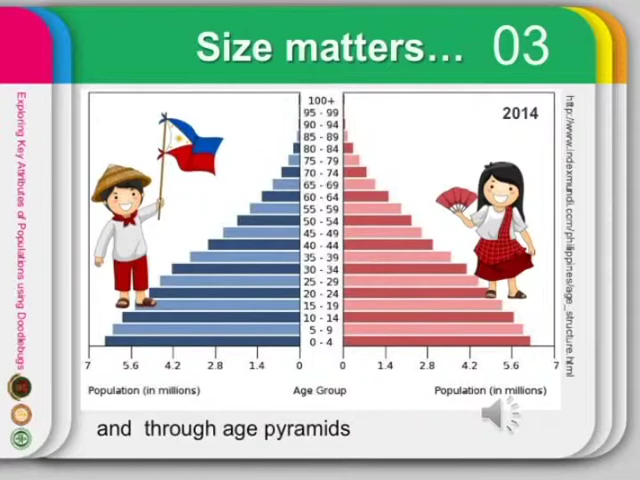 Size matters... 03
2014
100+
95 - 99
90 - 94
85 - 89
80 - 84
75 - 79
70 - 74
65 - 69
60 - 64
55 - 59
50 - 54
45 - 49
40 - 44
35 - 39
30 - 34
25 - 29
20 - 24
15 - 19
10 - 14
5 - 9
0 - 4
7 5.6 4.2 2.8 1.4 0 0 1.4 2.8 4.2 5.6 7
Population (in millions) Age Group Population (in millions)
and through age pyramids
Exploring Key Attributes of Populations using Doodlebugs
http://www.indexmundi.com/philippines/age_structure.html